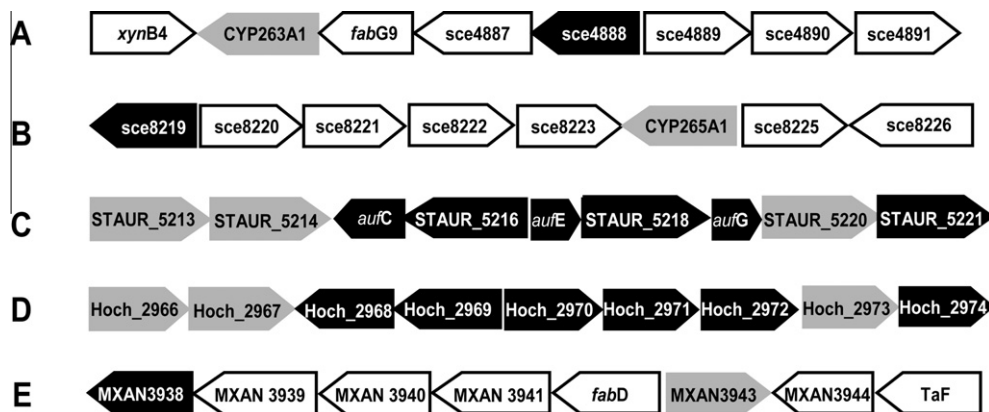 A xynB4 CYP263A1 fabG9 sce4887 sce4888 sce4889 sce4890 sce4891
B sce8219 sce8220 sce8221 sce8222 sce8223 CYP265A1 sce8225 sce8226
C STAUR_5213 STAUR_5214 aufC STAUR_5216 aufE STAUR_5218 aufG STAUR_5220 STAUR_5221
D Hoch_2966 Hoch_2967 Hoch_2968 Hoch_2969 Hoch_2970 Hoch_2971 Hoch_2972 Hoch_2973 Hoch_2974
E MXAN3938 MXAN 3939 MXAN 3940 MXAN 3941 fabD MXAN3943 MXAN3944 TaF